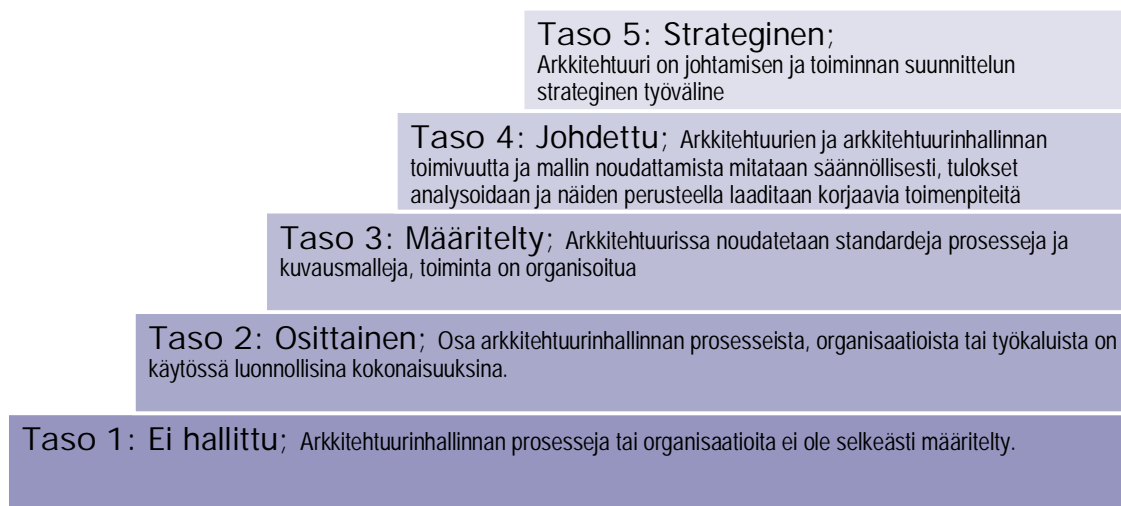 Taso 5: Strateginen;
Arkkitehtuuri on johtamisen ja toiminnan suunnittelun
strateginen työväline
Taso 4: Johdettu; Arkkitehtuurien ja arkkitehtuurinhallinnan
toimivuutta ja mallin noudattamista mitataan säännöllisesti, tulokset
analysoidaan ja näiden perusteella laaditaan korjaavia toimenpiteitä
Taso 3: Määritelty; Arkkitehtuurissa noudatetaan standardeja prosesseja ja
kuvausmalleja, toiminta on organisoitua
Taso 2: Osittainen; Osa arkkitehtuurinhallinnan prosesseista, organisaatioista tai työkaluista on
käytössä luonnollisina kokonaisuuksina.
Taso 1: Ei hallittu; Arkkitehtuurinhallinnan prosesseja tai organisaatioita ei ole selkeästi määritelty.